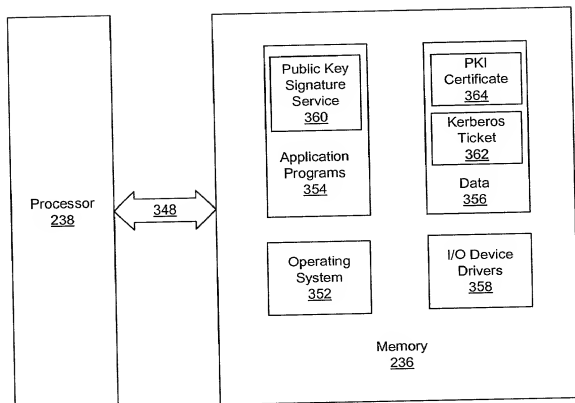 Processor
238
348
Public Key
Signature
Service
360
Application
Programs
354
PKI
Certificate
364
Kerberos
Ticket
362
Data
356
Operating
System
352
I/O Device
Drivers
358
Memory
236